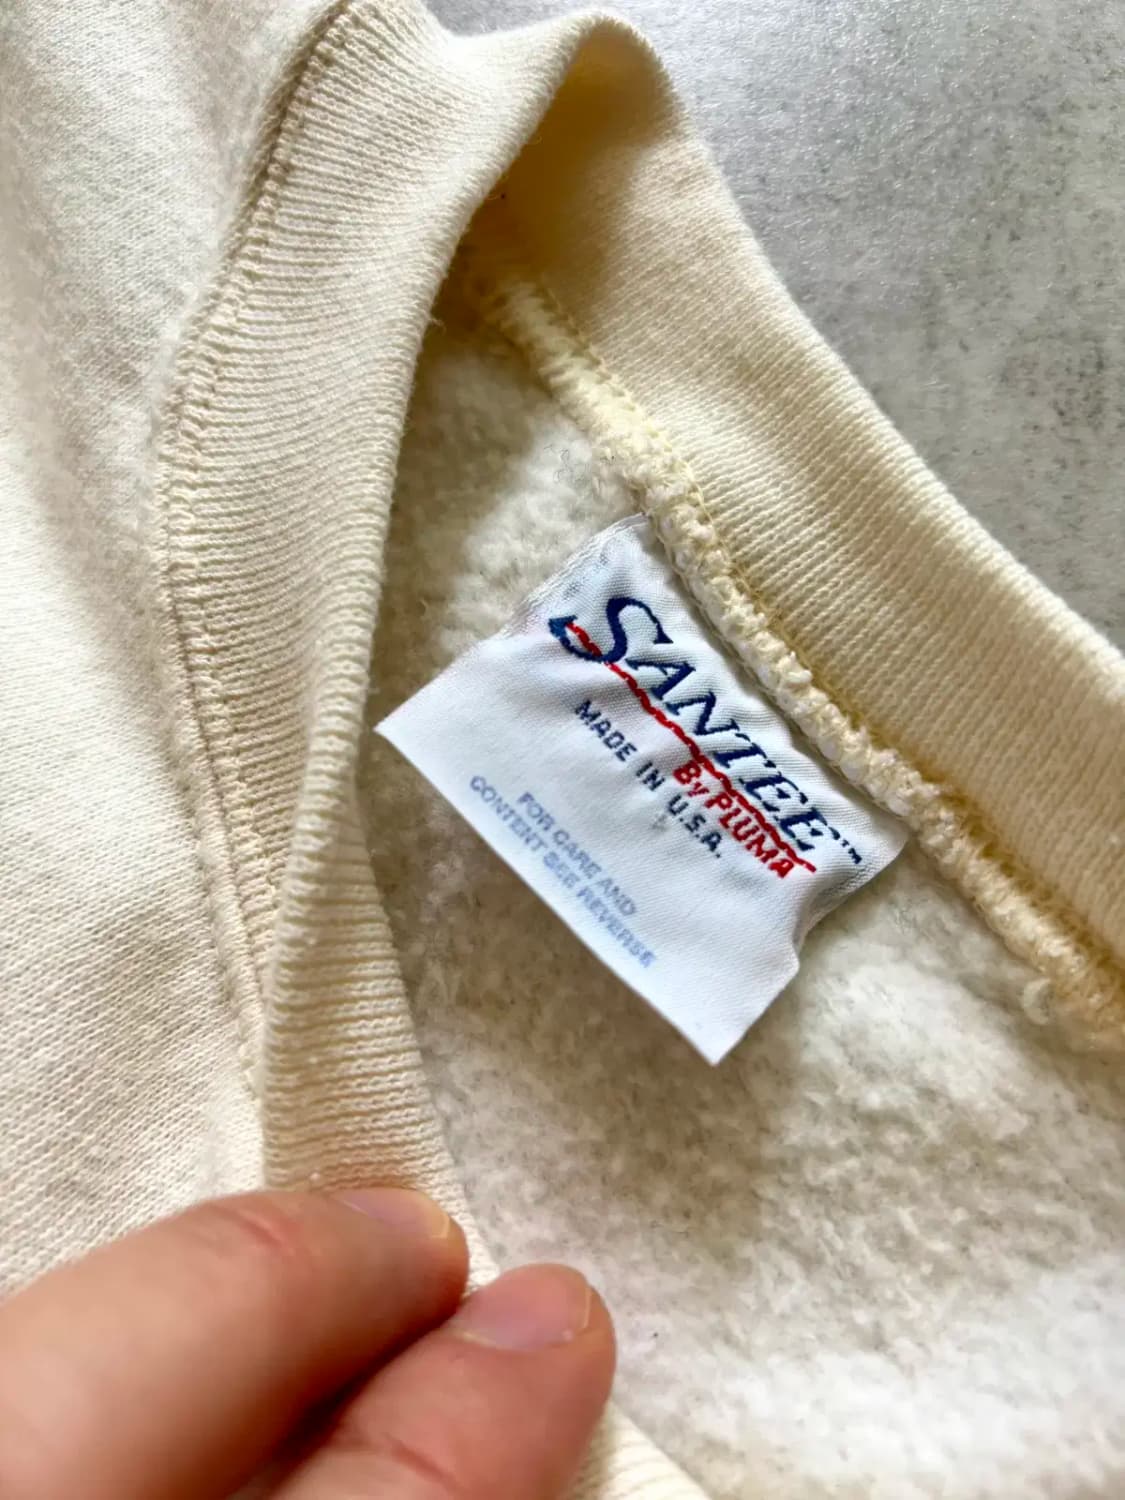 SANTEE™
By PLUMA
MADE IN U.S.A.
FOR CARE AND
CONTENT SEE REVERSE